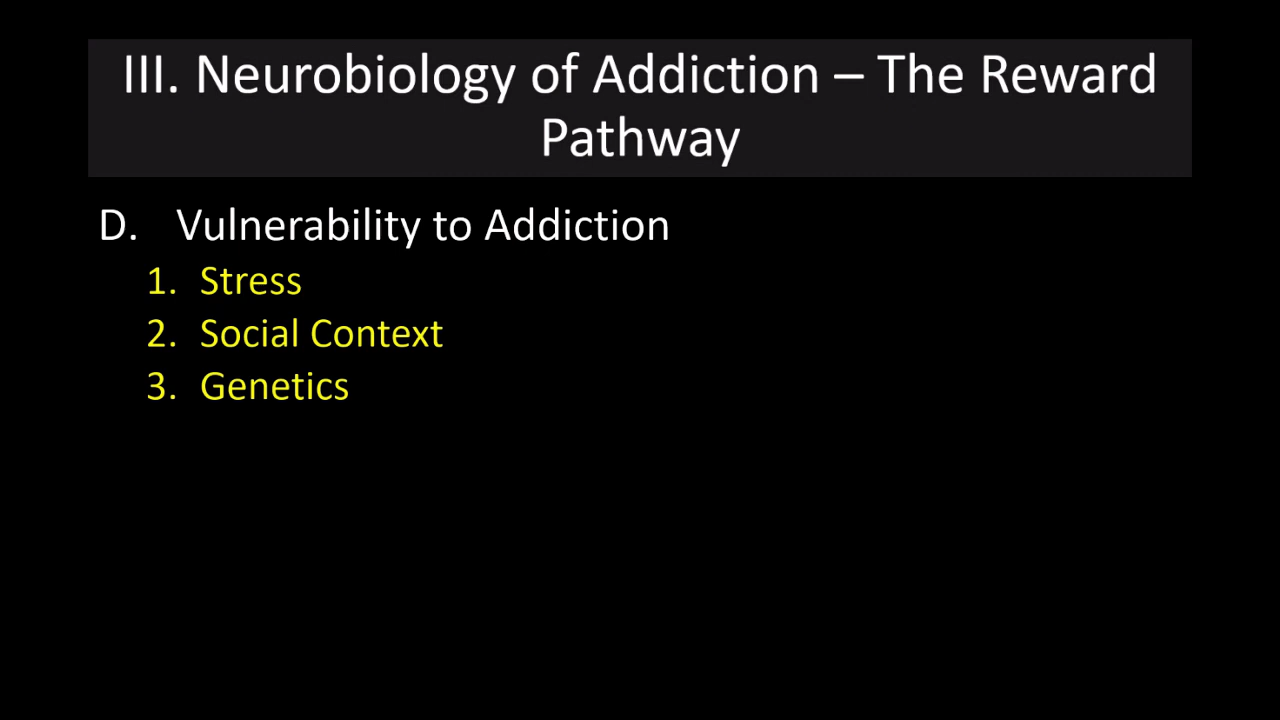 III. Neurobiology of Addiction – The Reward
Pathway
D. Vulnerability to Addiction
1. Stress
2. Social Context
3. Genetics